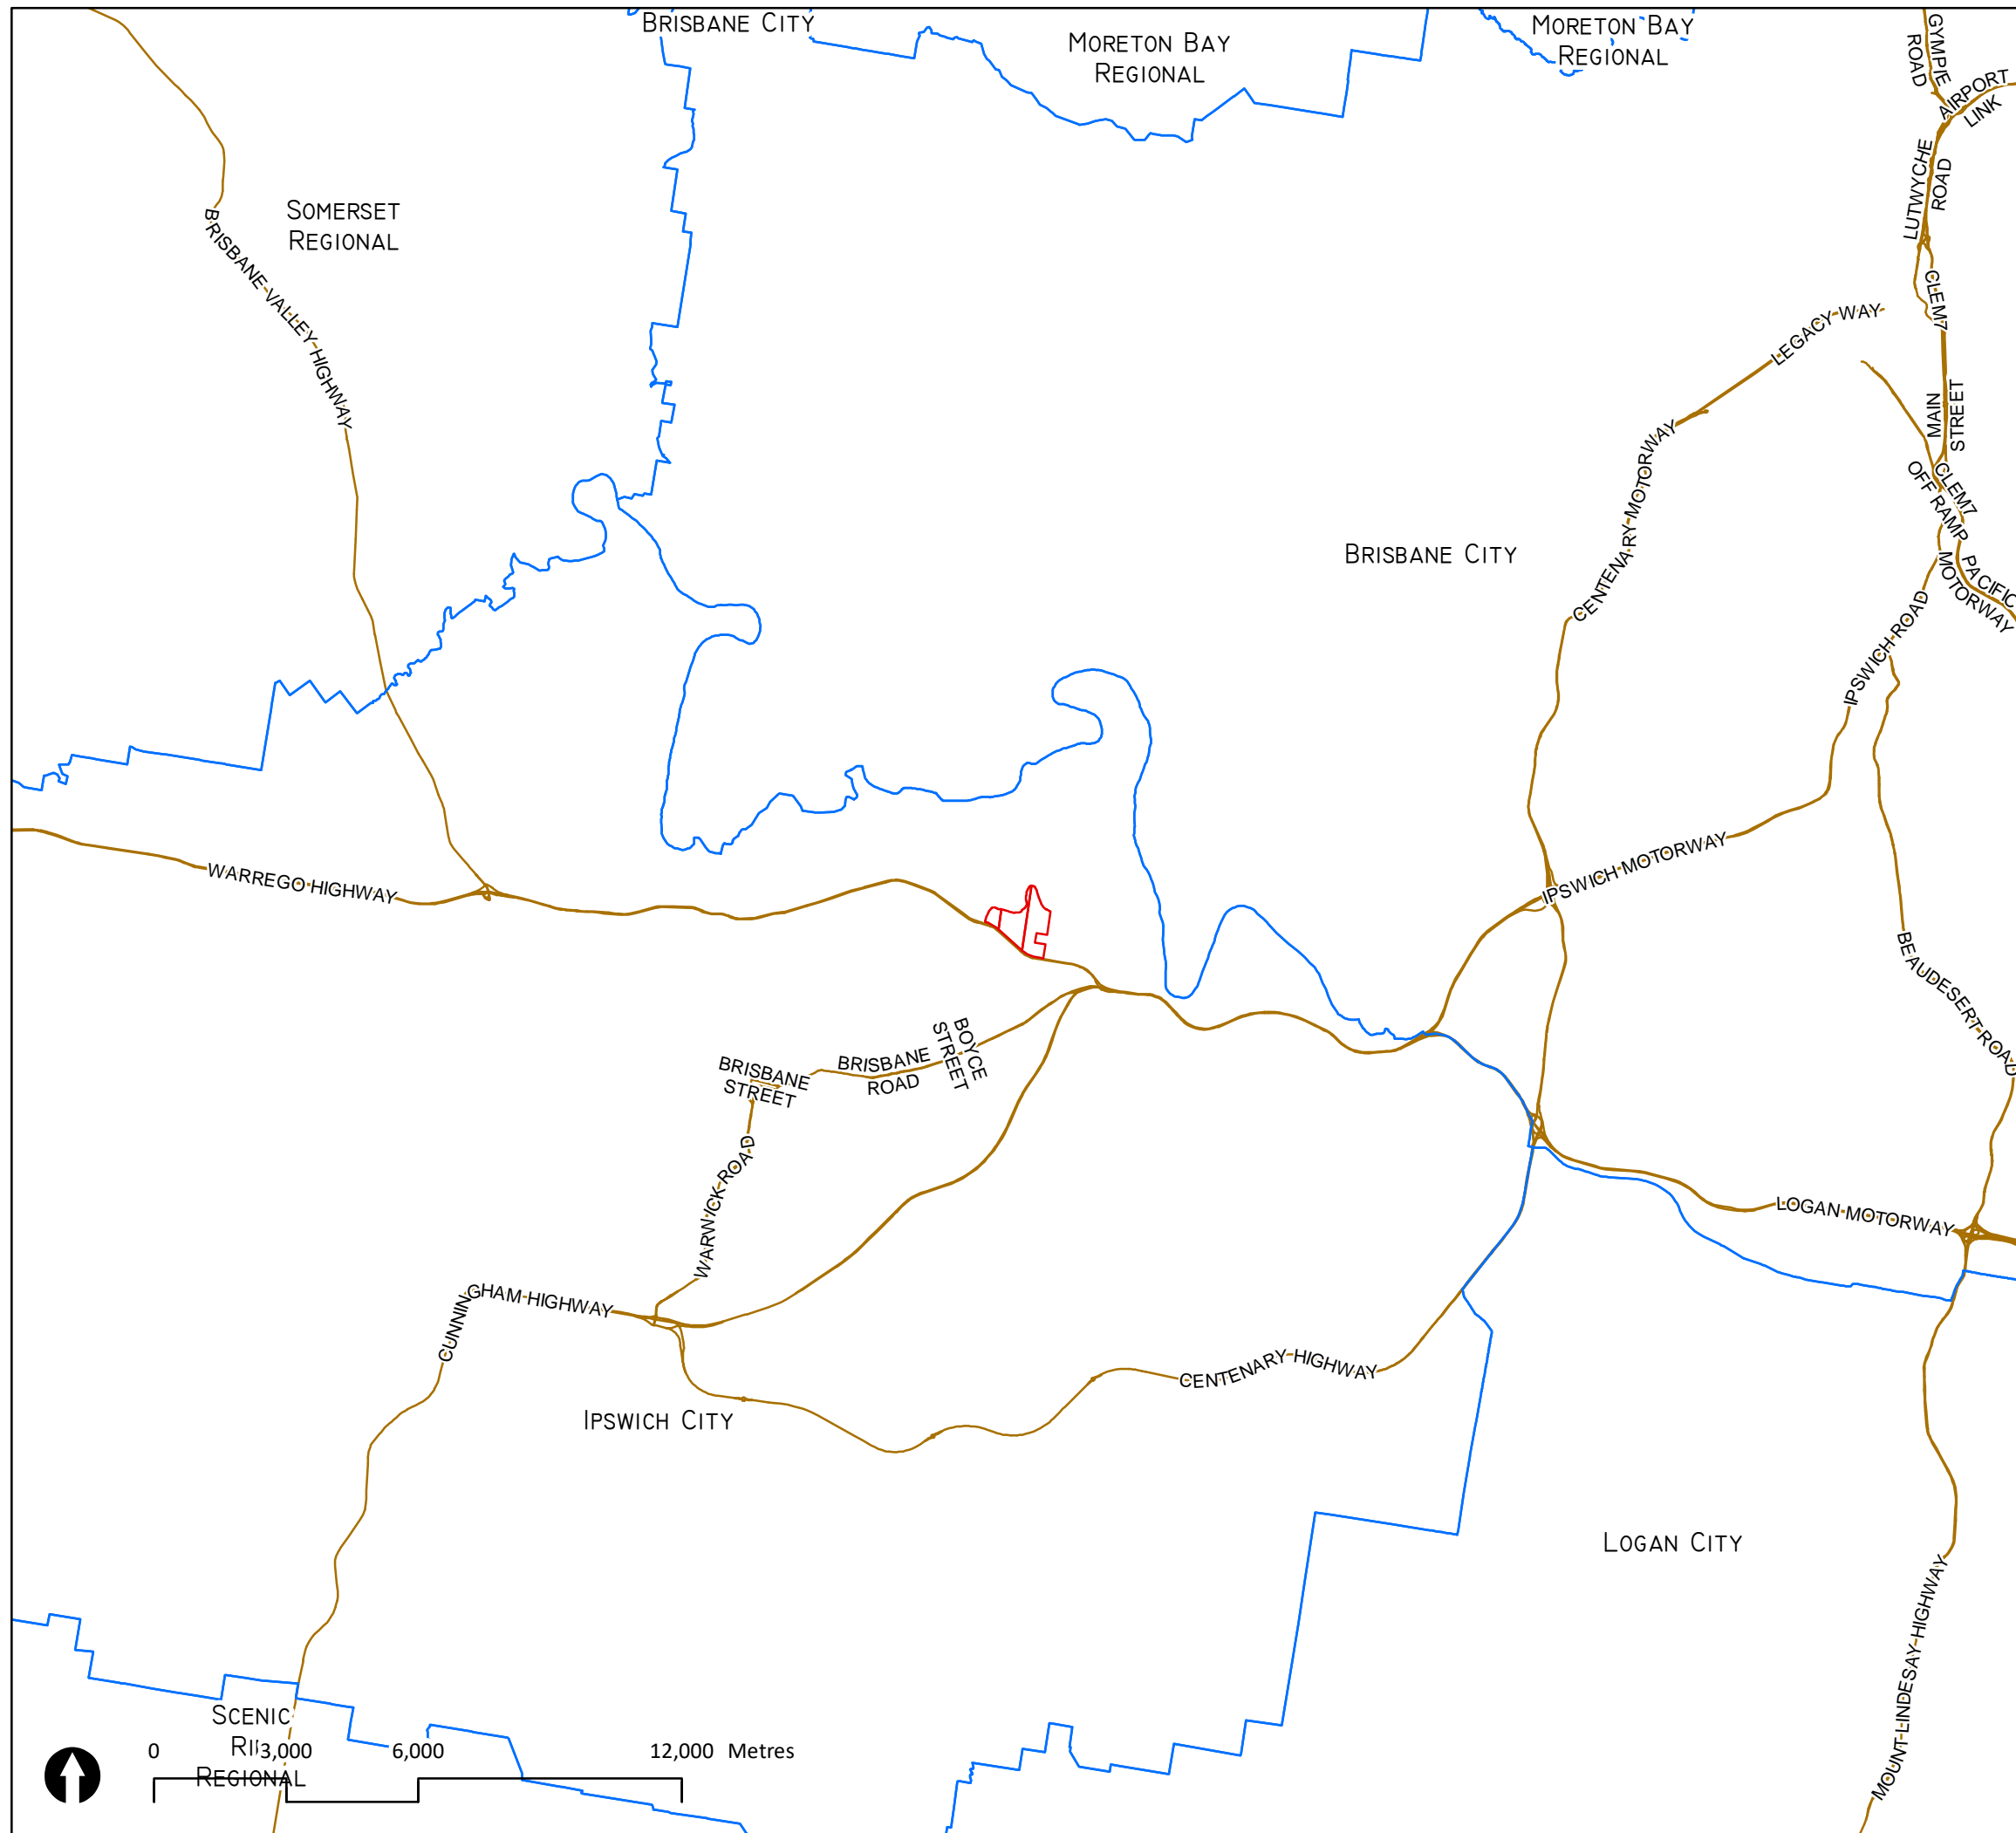 BRISBANE CITY
MORETON BAY
REGIONAL
MORETON BAY
REGIONAL
GYMPIE
ROAD
AIRPORT
LINK
LUTWYCHE
ROAD
SOMERSET
REGIONAL
BRISBANE VALLEY HIGHWAY
CLEM7
LEGACY WAY
MAIN
STREET
CENTENARY MOTORWAY
CLEM7
OFF RAMP
BRISBANE CITY
PACIFIC
MOTORWAY
IPSWICH ROAD
WARREGO HIGHWAY
IPSWICH MOTORWAY
BEAUDESERT ROAD
BOYCE
STREET
BRISBANE
ROAD
BRISBANE
STREET
WARWICK ROAD
LOGAN MOTORWAY
CUNNINGHAM HIGHWAY
CENTENARY HIGHWAY
IPSWICH CITY
LOGAN CITY
MOUNT LINDESAY HIGHWAY
SCENIC
REGIONAL
0 3,000 6,000 12,000 Metres